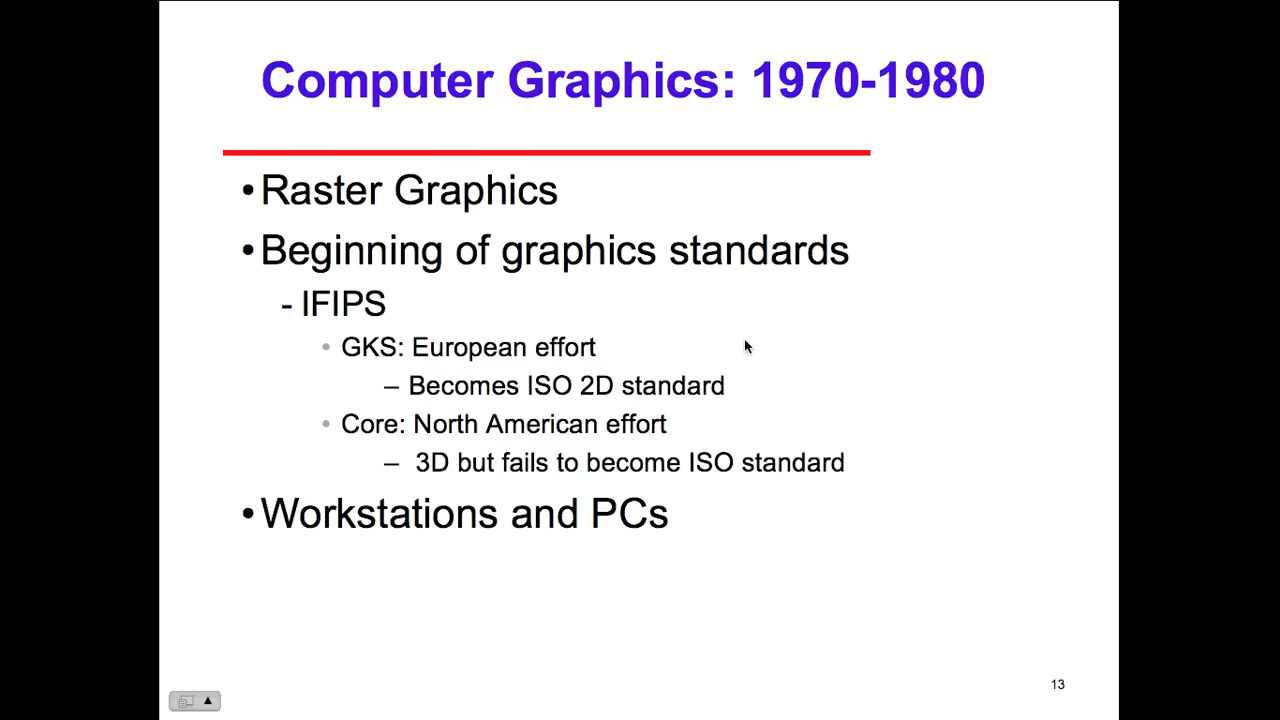 Computer Graphics: 1970-1980
•Raster Graphics
•Beginning of graphics standards
- IFIPS
• GKS: European effort
– Becomes ISO 2D standard
• Core: North American effort
– 3D but fails to become ISO standard
•Workstations and PCs
13